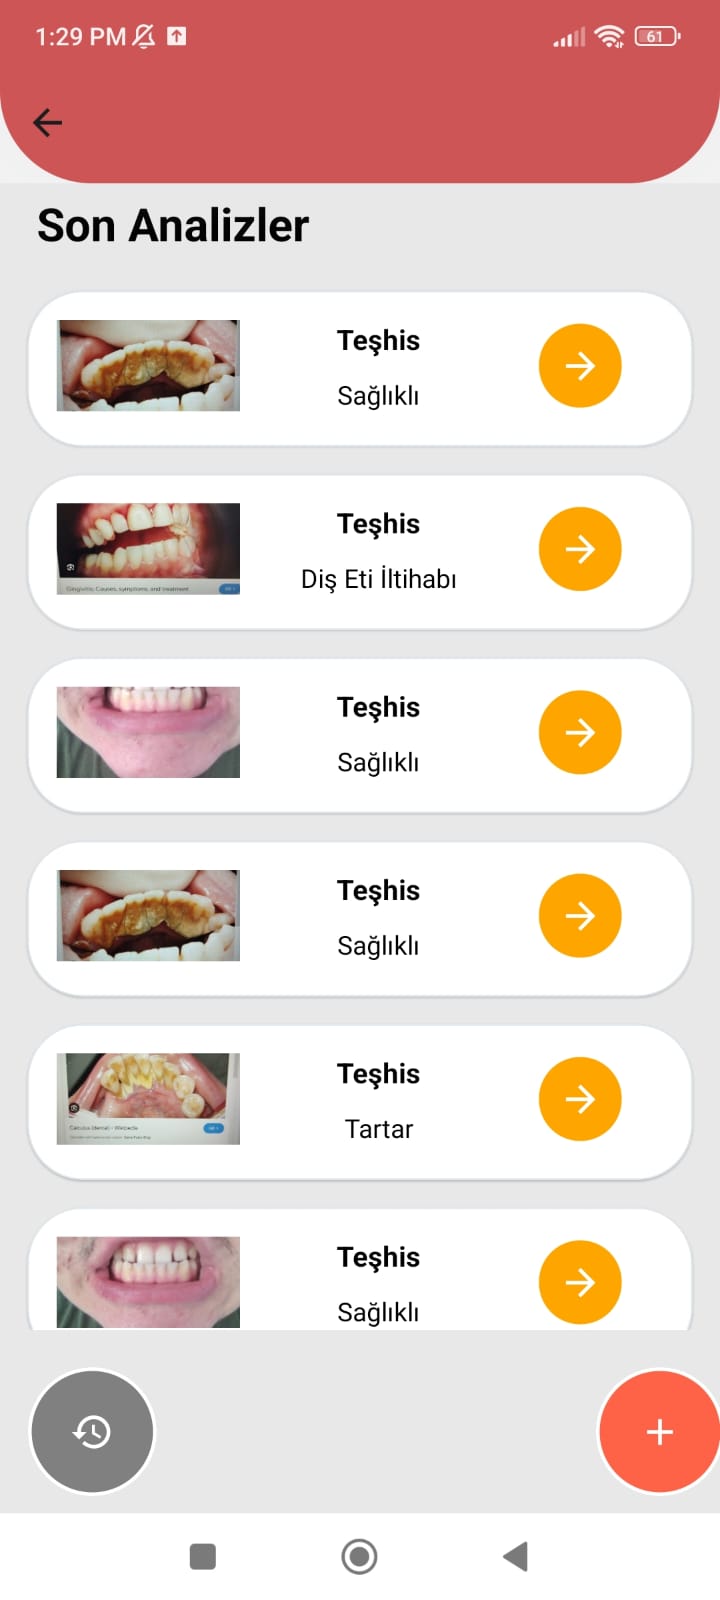 1:29 PM
61
Son Analizler
Teşhis
Sağlıklı
Teşhis
Diş Eti İltihabı
Gingivitis: Causes, symptoms, and treatment
Teşhis
Sağlıklı
Teşhis
Sağlıklı
Teşhis
Tartar
Calculus (dental) - Wikipedia
Teşhis
Sağlıklı